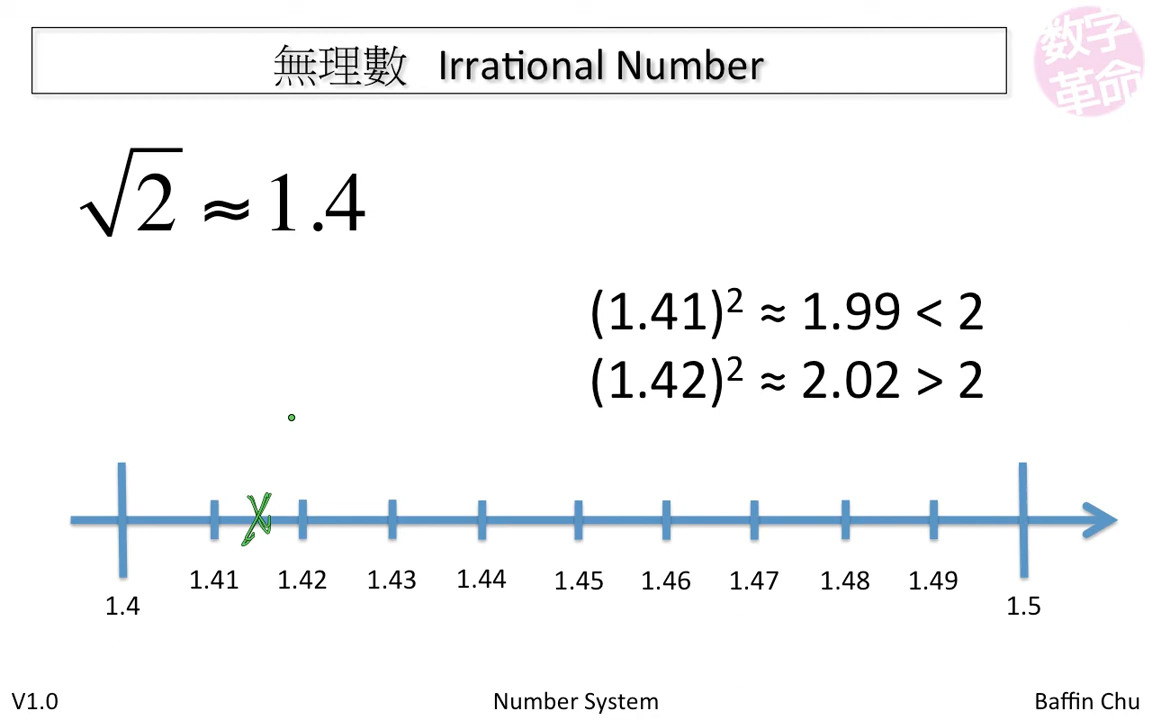 無理數 Irrational Number
数字
革命
√2 ≈ 1.4
(1.41)² ≈ 1.99 < 2
(1.42)² ≈ 2.02 > 2
1.41 1.42 1.43 1.44 1.45 1.46 1.47 1.48 1.49
1.4 1.5
V1.0 Number System Baffin Chu